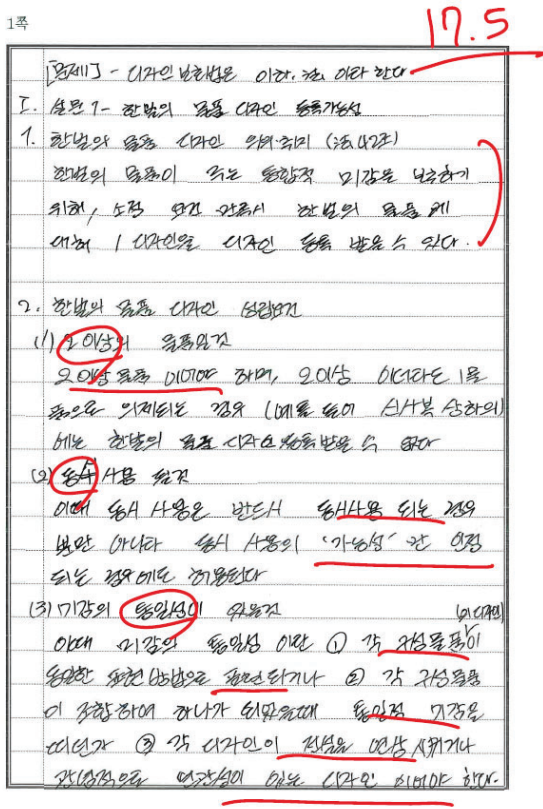 1쪽
17.5
[문제1] - 디자인 보호법은 이하. 法 이라 한다
I. 설문 1 - 한벌의 물품 디자인 등록가능성
1. 한벌의 물품 디자인 의의·취지 (法42조)
한벌의 물품이 주는 통합적 미감을 보호하기
위해, 소정 요건 만족시 한벌의 물품에
대해 1 디자인으로 디자인 등록 받을 수 있다.
2. 한벌의 물품 디자인 성립요건
(1) 2 이상의 물품일것
2 이상 물품 이어야 하며, 2 이상 이더라도 1물
품으로 의제되는 경우 (예를 들어 신사복 상하의)
에는 한벌의 물품 디자인 등록받을 수 없다
(2) 동시 사용 될것
이때 동시 사용은 반드시 동시사용 되는 경우
뿐만 아니라 동시 사용의 '가능성' 만 인정
되는 경우에도 허용된다
(3) 미감의 통일성이 있을것
이때 미감의 통일성 이란 ① 각 구성물품이
동일한 표현 방법으로 표현되거나 ② 각 구성물품
이 조합하여 하나가 되었을때 통일적 미감을
띠던가 ③ 각 디자인이 전설을 연상시키거나
관념적으로 연관성이 있는 디자인 이어야 한다.